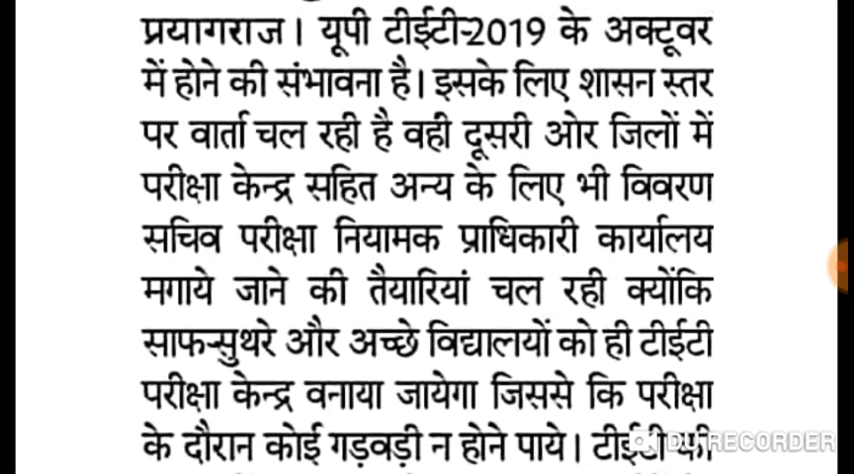 प्रयागराज। यूपी टीईटी-2019 के अक्टूवर
में होने की संभावना है। इसके लिए शासन स्तर
पर वार्ता चल रही है वही दूसरी ओर जिलों में
परीक्षा केन्द्र सहित अन्य के लिए भी विवरण
सचिव परीक्षा नियामक प्राधिकारी कार्यालय
मगाये जाने की तैयारियां चल रही क्योंकि
साफ-सुथरे और अच्छे विद्यालयों को ही टीईटी
परीक्षा केन्द्र वनाया जायेगा जिससे कि परीक्षा
के दौरान कोई गड़वड़ी न होने पाये। टीईटी की
DU RECORDER